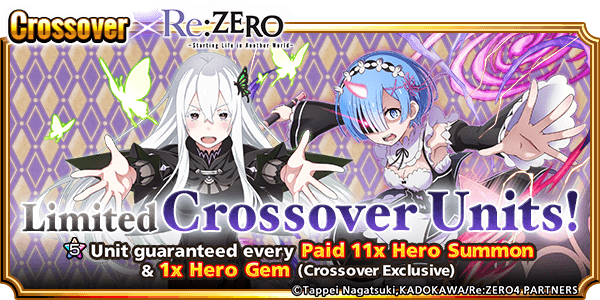 Crossover × Re:ZERO
-Starting Life in Another World-
Limited Crossover Units!
5 Unit guaranteed every Paid 11x Hero Summon
& 1x Hero Gem (Crossover Exclusive)
©Tappei Nagatsuki,KADOKAWA/Re:ZERO4 PARTNERS